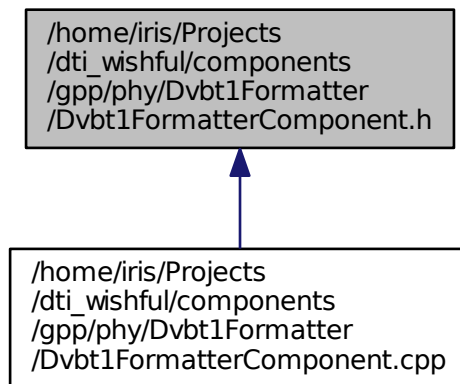 /home/iris/Projects
/dti_wishful/components
/gpp/phy/Dvbt1Formatter
/Dvbt1FormatterComponent.h
/home/iris/Projects
/dti_wishful/components
/gpp/phy/Dvbt1Formatter
/Dvbt1FormatterComponent.cpp